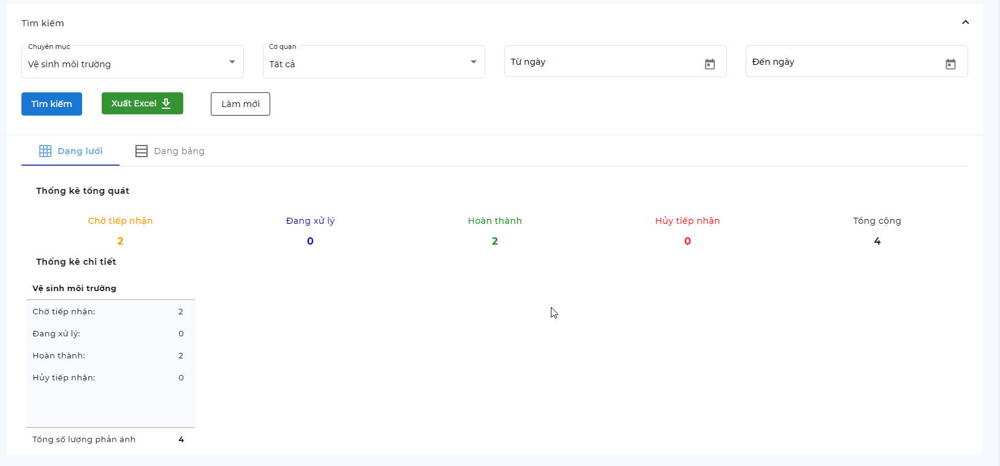 Tìm kiếm
Chuyên mục
Vệ sinh môi trường
Cơ quan
Tất cả
Từ ngày
Đến ngày
Tìm kiếm
Xuất Excel
Làm mới
Dạng lưới
Dạng bảng
Thống kê tổng quát
Chờ tiếp nhận
Đang xử lý
Hoàn thành
Hủy tiếp nhận
Tổng cộng
2
0
2
0
4
Thống kê chi tiết
Vệ sinh môi trường
Chờ tiếp nhận: 2
Đang xử lý: 0
Hoàn thành: 2
Hủy tiếp nhận: 0
Tổng số lượng phản ánh 4